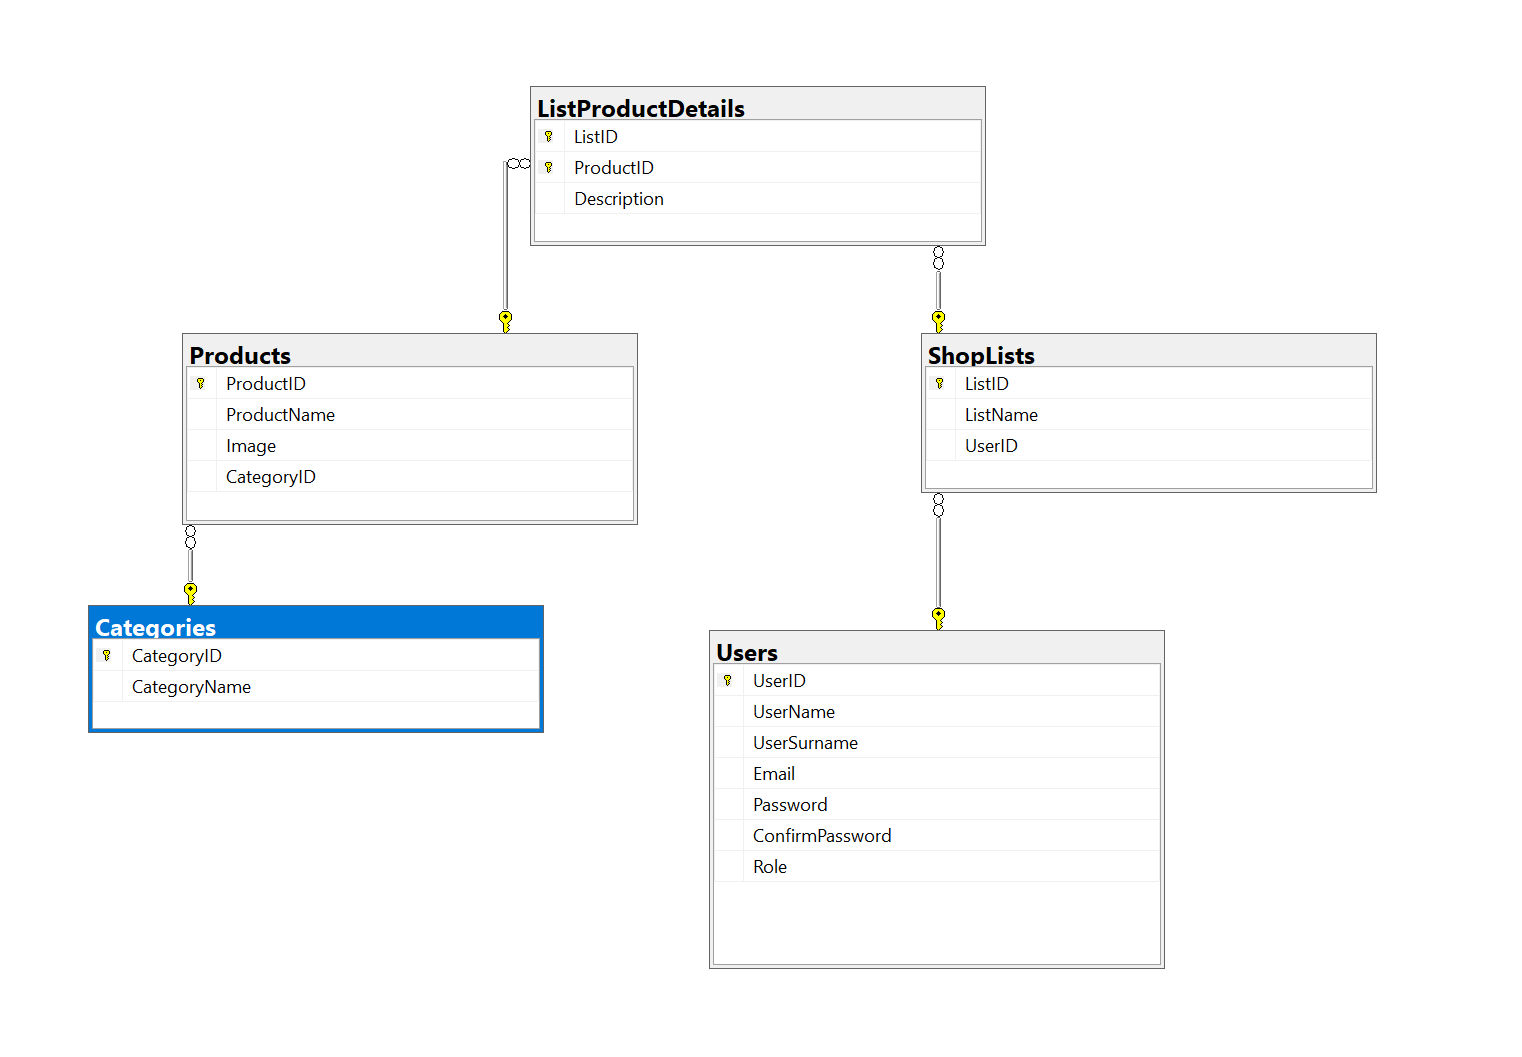 ListProductDetails
ListID
ProductID
Description
Products
ProductID
ProductName
Image
CategoryID
ShopLists
ListID
ListName
UserID
Categories
CategoryID
CategoryName
Users
UserID
UserName
UserSurname
Email
Password
ConfirmPassword
Role